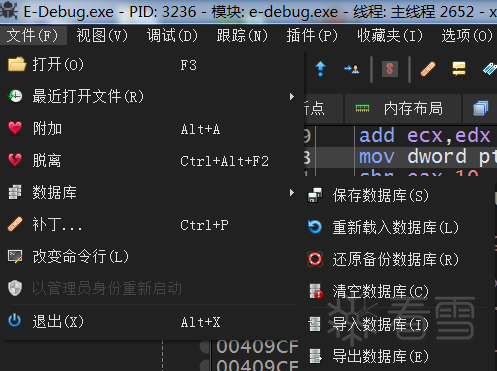 E-Debug.exe - PID: 3236 - 模块: e-debug.exe - 线程: 主线程 2652 - x
文件(F) 视图(V) 调试(D) 跟踪(N) 插件(P) 收藏夹(I) 选项(O)
打开(O) F3
最近打开文件(R)
附加 Alt+A
脱离 Ctrl+Alt+F2
数据库
补丁... Ctrl+P
改变命令行(L)
以管理员身份重新启动
退出(X) Alt+X
断点 内存布局
add ecx,edx
mov dword pt
shr eax,10
保存数据库(S)
重新载入数据库(L)
还原备份数据库(R)
清空数据库(C)
导入数据库(I)
导出数据库(E)
看雪
00409CF